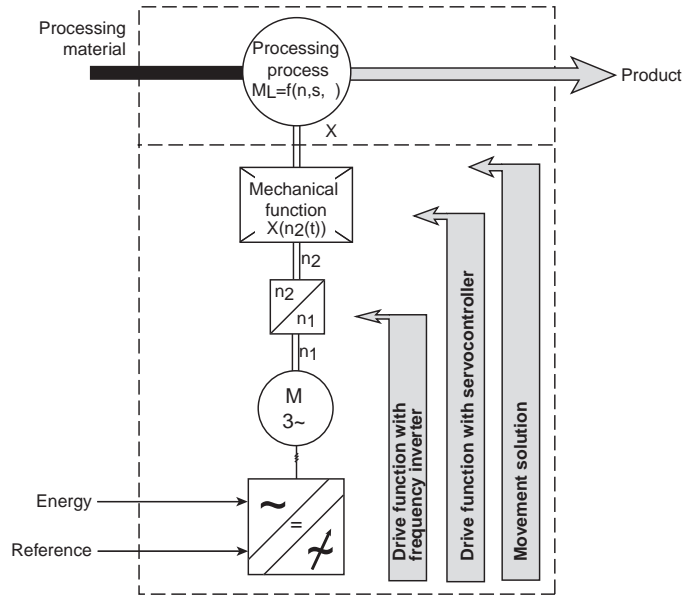 Processing
material
Processing
process
ML=f(n,s, )
Product
X
Mechanical
function
X(n2(t))
n2
n2
n1
n1
M
3~
~
=
~
Energy
Reference
Drive function with
frequency inverter
Drive function with servocontroller
Movement solution